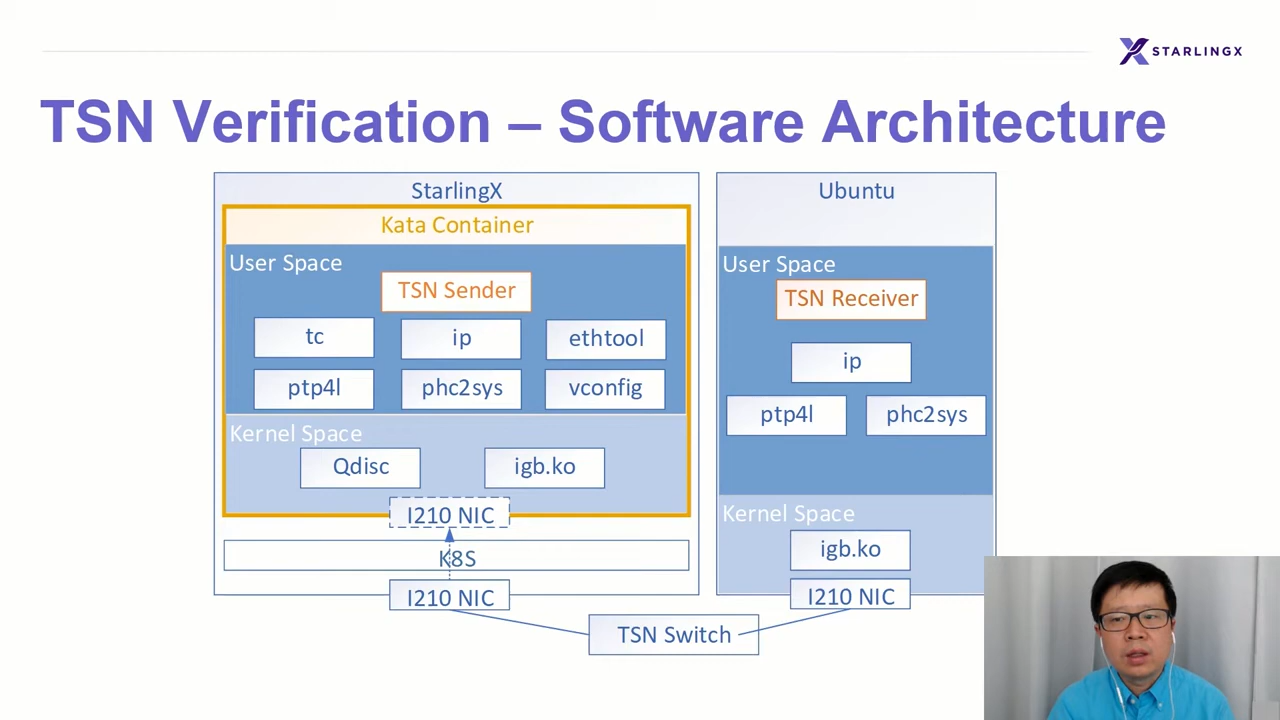 STARLINGX
TSN Verification – Software Architecture
StarlingX
Kata Container
User Space
TSN Sender
tc
ip
ethtool
ptp4l
phc2sys
vconfig
Kernel Space
Qdisc
igb.ko
I210 NIC
K8S
I210 NIC
Ubuntu
User Space
TSN Receiver
ip
ptp4l
phc2sys
Kernel Space
igb.ko
I210 NIC
TSN Switch